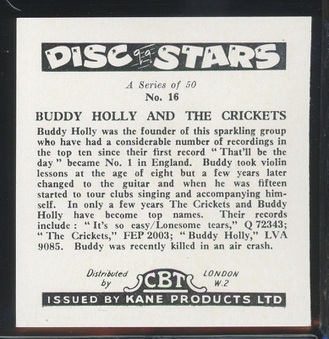 DISC STARS
A Series of 50
No. 16
BUDDY HOLLY AND THE CRICKETS
Buddy Holly was the founder of this sparkling group
who have had a considerable number of recordings in
the top ten since their first record " That'll be the
day " became No. 1 in England. Buddy took violin
lessons at the age of eight but a few years later
changed to the guitar and when he was fifteen
started to tour clubs singing and accompanying him-
self. In only a few years The Crickets and Buddy
Holly have become top names. Their records
include : " It's so easy/Lonesome tears," Q 72343;
" The Crickets," FEP 2003; " Buddy Holly," LVA
9085. Buddy was recently killed in an air crash.
Distributed by CBT LONDON W.2
ISSUED BY KANE PRODUCTS LTD